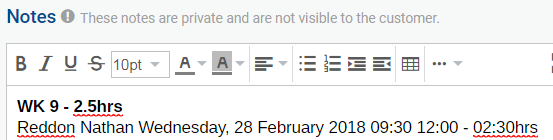 Notes These notes are private and are not visible to the customer.
B I U S 10pt A A
WK 9 - 2.5hrs
Reddon Nathan Wednesday, 28 February 2018 09:30 12:00 - 02:30hrs